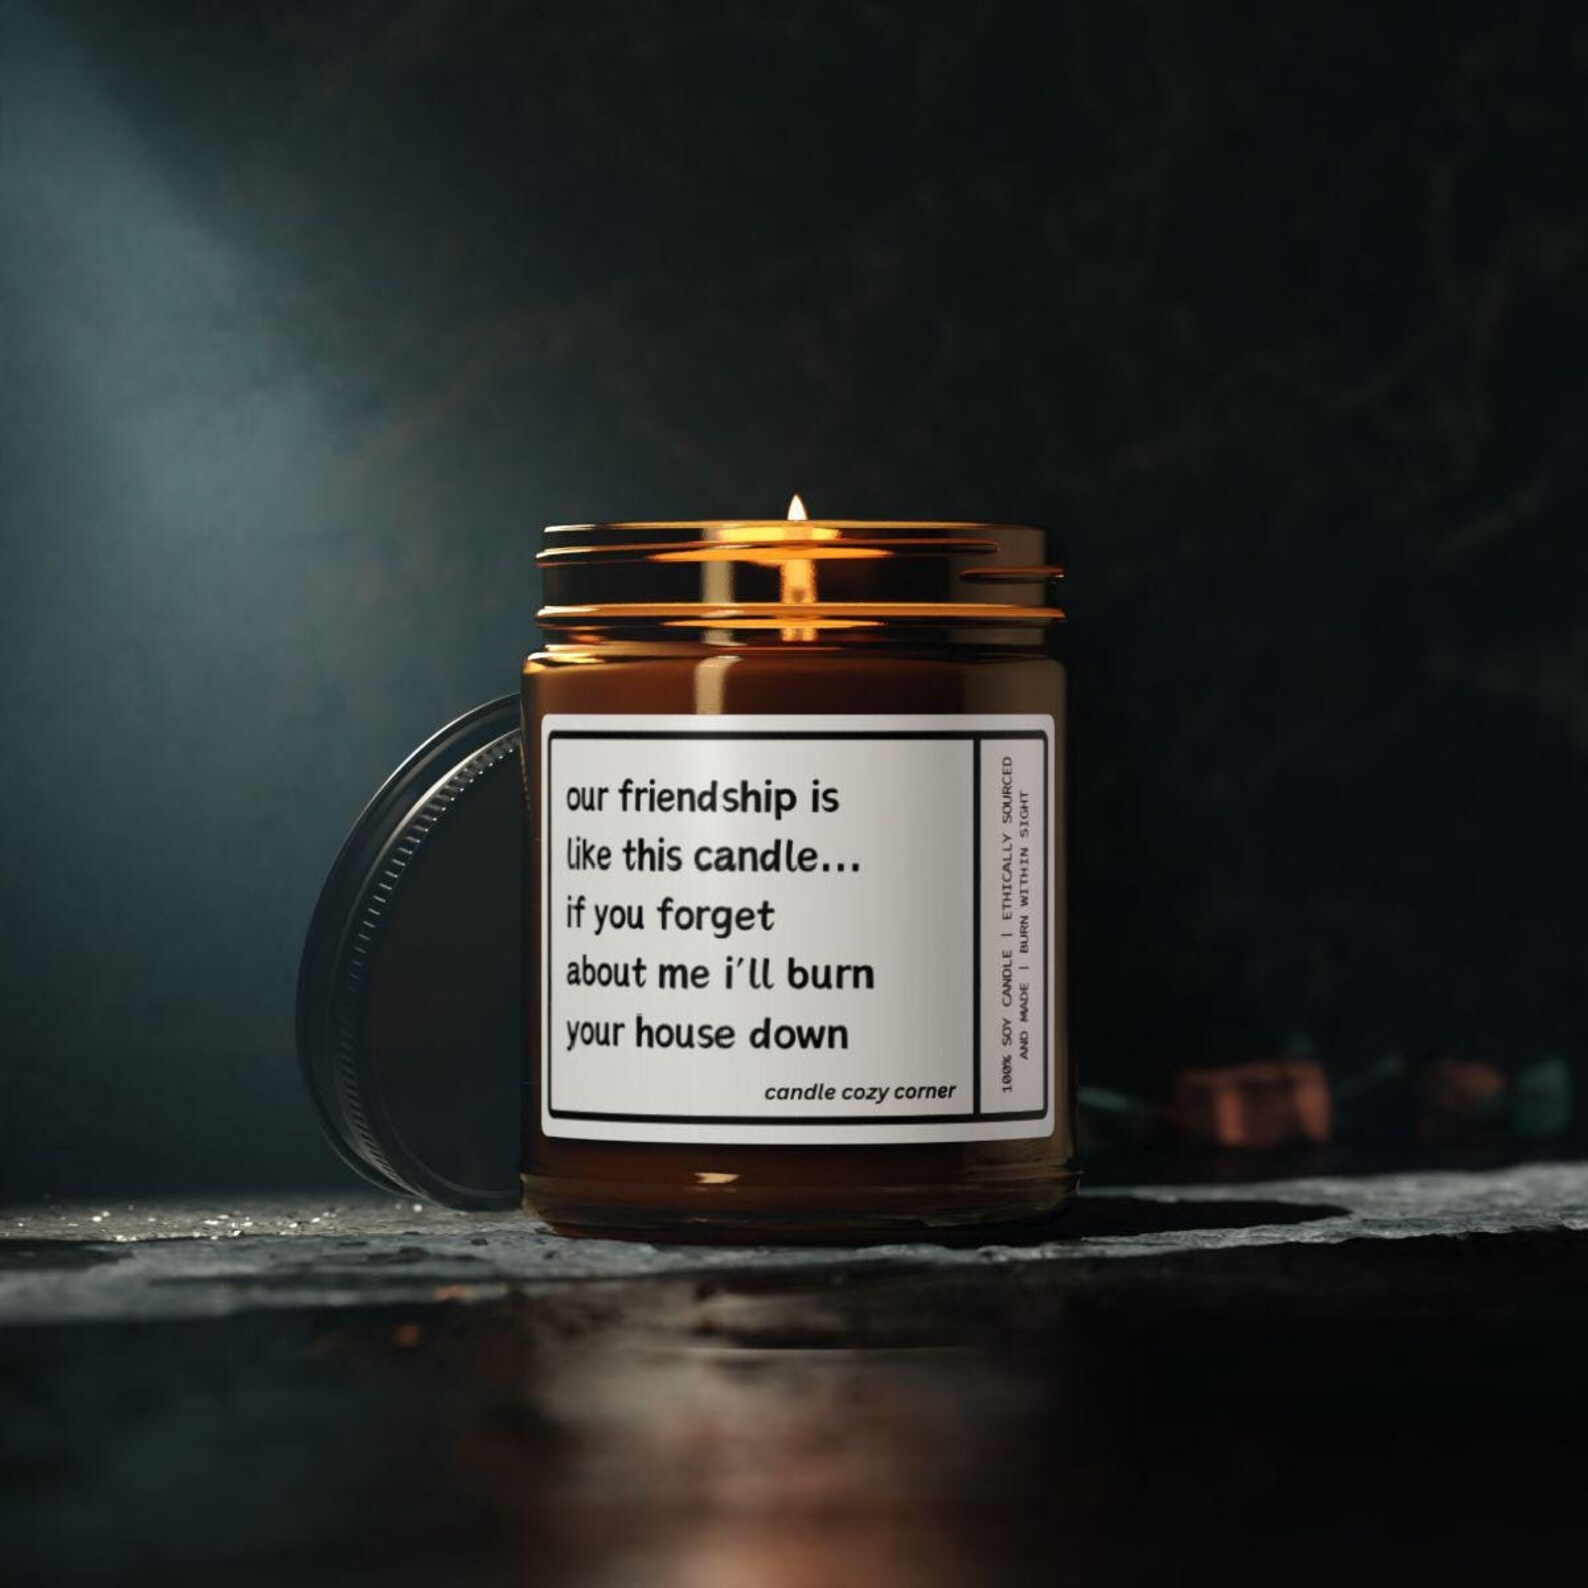 our friendship is
like this candle...
if you forget
about me i´ll burn
your house down
candle cozy corner
100% SOY CANDLE | ETHICALLY SOURCED
AND MADE | BURN WITHIN SIGHT